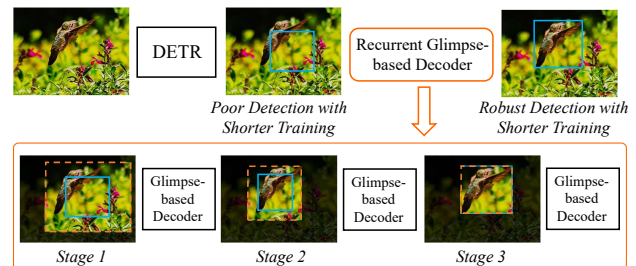 DETR
Recurrent Glimpse-
based Decoder
Poor Detection with
Shorter Training
Robust Detection with
Shorter Training
Glimpse-
based
Decoder
Glimpse-
based
Decoder
Glimpse-
based
Decoder
Stage 1
Stage 2
Stage 3